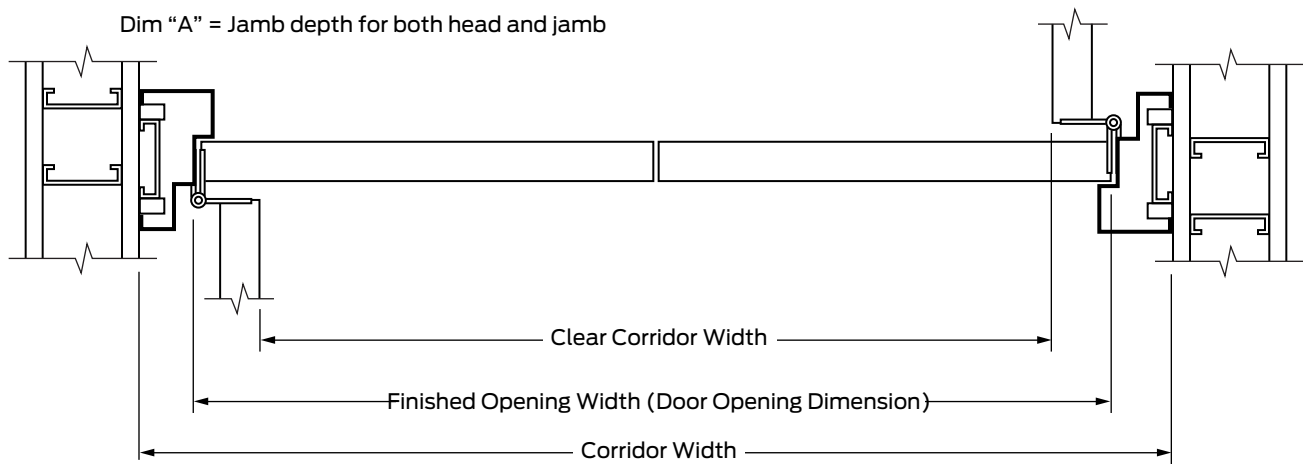 Dim “A” = Jamb depth for both head and jamb
Clear Corridor Width
Finished Opening Width (Door Opening Dimension)
Corridor Width